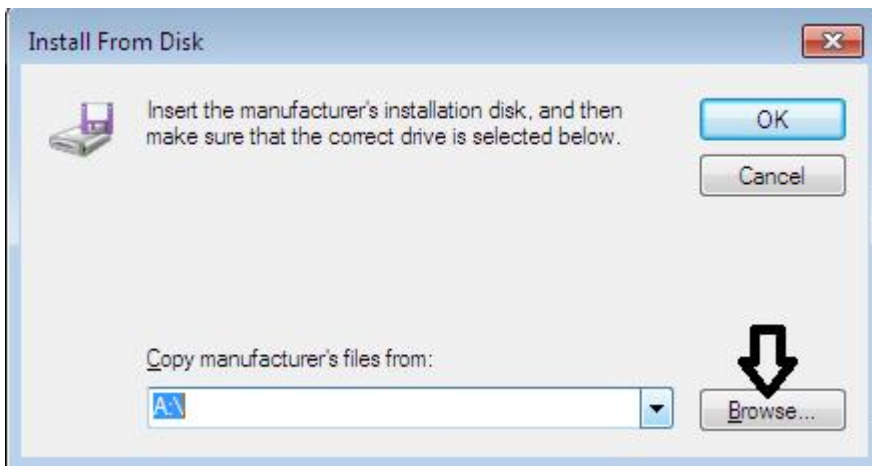 Install From Disk
Insert the manufacturer's installation disk, and then
make sure that the correct drive is selected below.
OK
Cancel
Copy manufacturer's files from:
A:\
Browse...